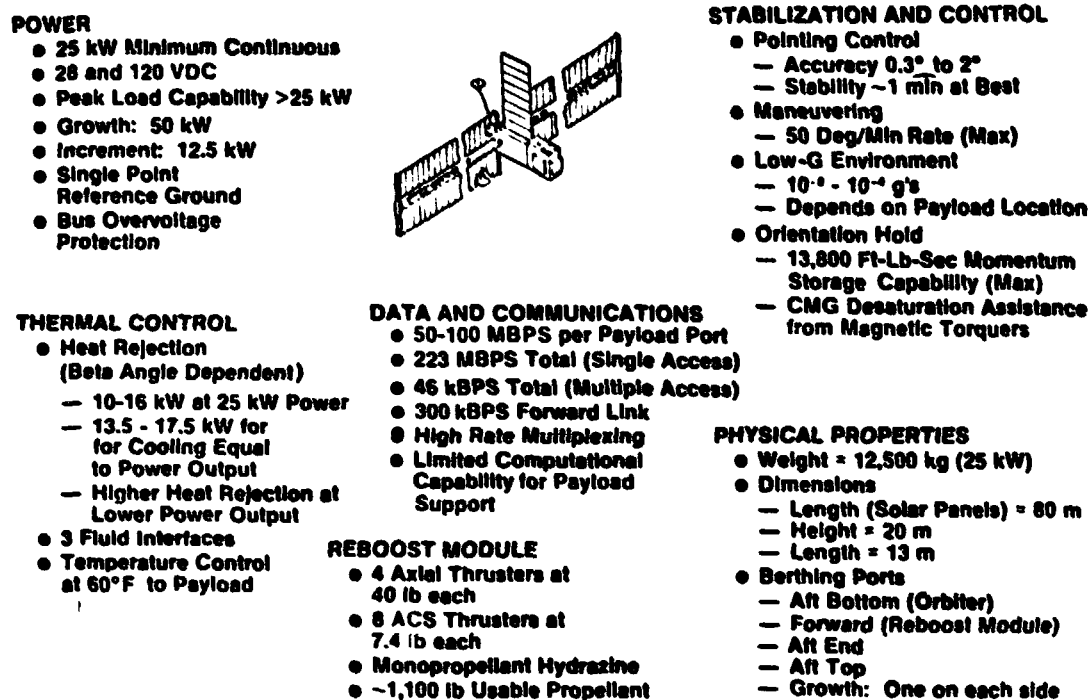 POWER
● 25 kW Minimum Continuous
● 28 and 120 VDC
● Peak Load Capability >25 kW
● Growth: 50 kW
● Increment: 12.5 kW
● Single Point
Reference Ground
● Bus Overvoltage
Protection
STABILIZATION AND CONTROL
● Pointing Control
— Accuracy 0.3° to 2°
— Stability ~1 min at Best
● Maneuvering
— 50 Deg/Min Rate (Max)
● Low-G Environment
— g's
— Depends on Payload Location
● Orientation Hold
— 13,800 Ft-Lb-Sec Momentum
Storage Capability (Max)
— CMG Desaturation Assistance
from Magnetic Torquers
THERMAL CONTROL
● Heat Rejection
(Beta Angle Dependent)
— 10-16 kW at 25 kW Power
— 13.5 - 17.5 kW for
for Cooling Equal
to Power Output
— Higher Heat Rejection at
Lower Power Output
● 3 Fluid Interfaces
● Temperature Control
at 60°F to Payload
DATA AND COMMUNICATIONS
● 50-100 MBPS per Payload Port
● 223 MBPS Total (Single Access)
● 46 kBPS Total (Multiple Access)
● 300 kBPS Forward Link
● High Rate Multiplexing
● Limited Computational
Capability for Payload
Support
REBOOST MODULE
● 4 Axial Thrusters at
40 lb each
● 8 ACS Thrusters at
7.4 lb each
● Monopropellant Hydrazine
● ~1,100 lb Usable Propellant
PHYSICAL PROPERTIES
● Weight = 12,500 kg (25 kW)
● Dimensions
— Length (Solar Panels) = 80 m
— Height = 20 m
— Length = 13 m
● Berthing Ports
— Aft Bottom (Orbiter)
— Forward (Reboost Module)
— Aft End
— Aft Top
— Growth: One on each side